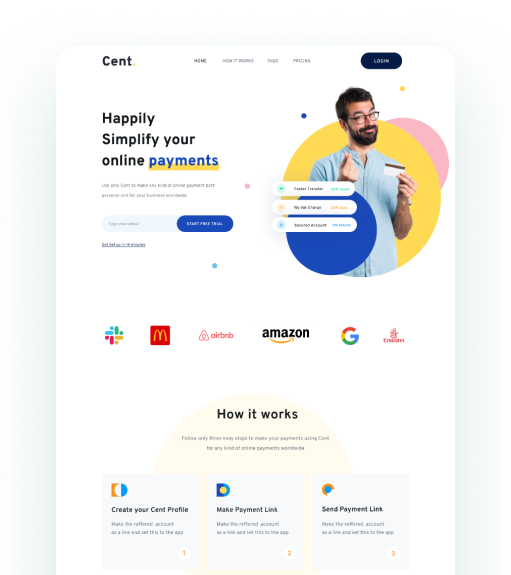 Cent.
HOME HOW IT WORKS FAQS PRICING LOGIN
Happily
Simplify your
online payments
Use only Cent to make any kind of online payment both
personal and for your business worldwide
Type your email START FREE TRIAL
Get Set up in 10 minutes
Faster Transfer
No Vat Charge
Secured Account
airbnb
amazon
Emirates
How it works
Follow only three esay steps to make your payments using Cent
for any kind of online payments worldwide
Create your Cent Profile
Make the reffered account
as a link and set this to the app
1
Make Payment Link
Make the reffered account
as a link and set this to the app
2
Send Payment Link
Make the reffered account
as a link and set this to the app
3